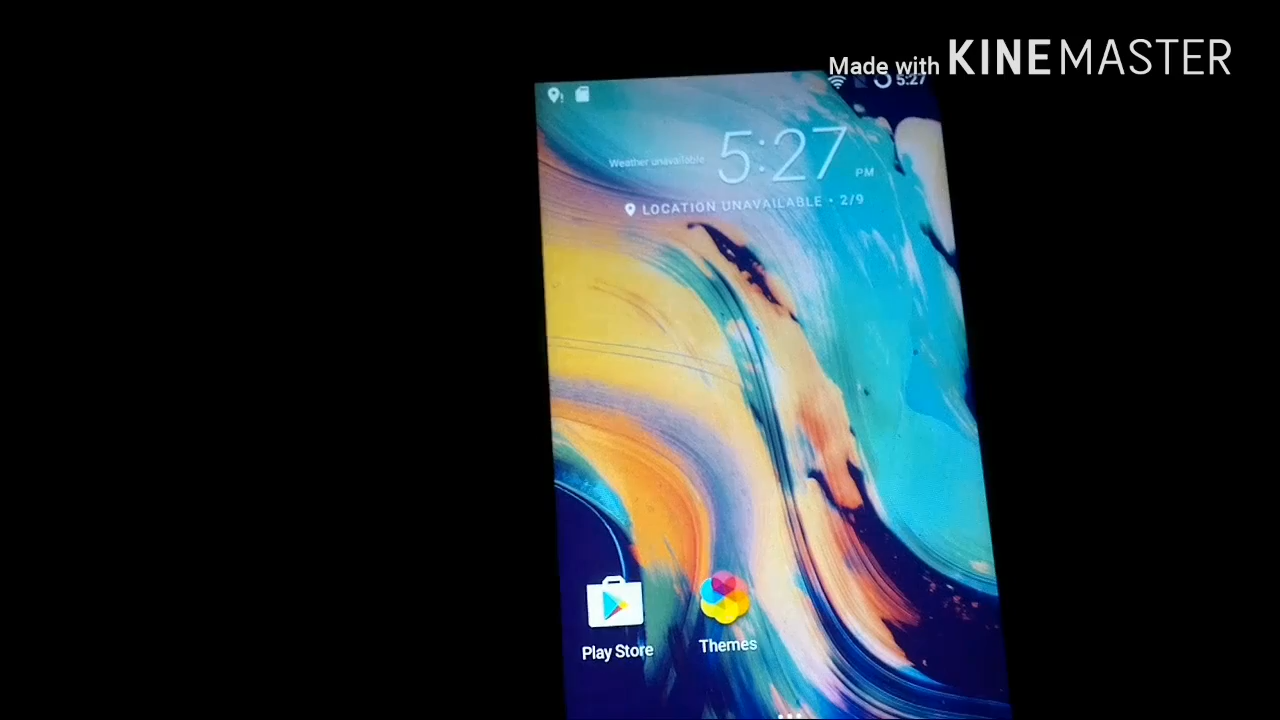 Made with KINEMASTER
5:27
Weather unavailable 5:27 PM
LOCATION UNAVAILABLE • 2/9
Play Store
Themes